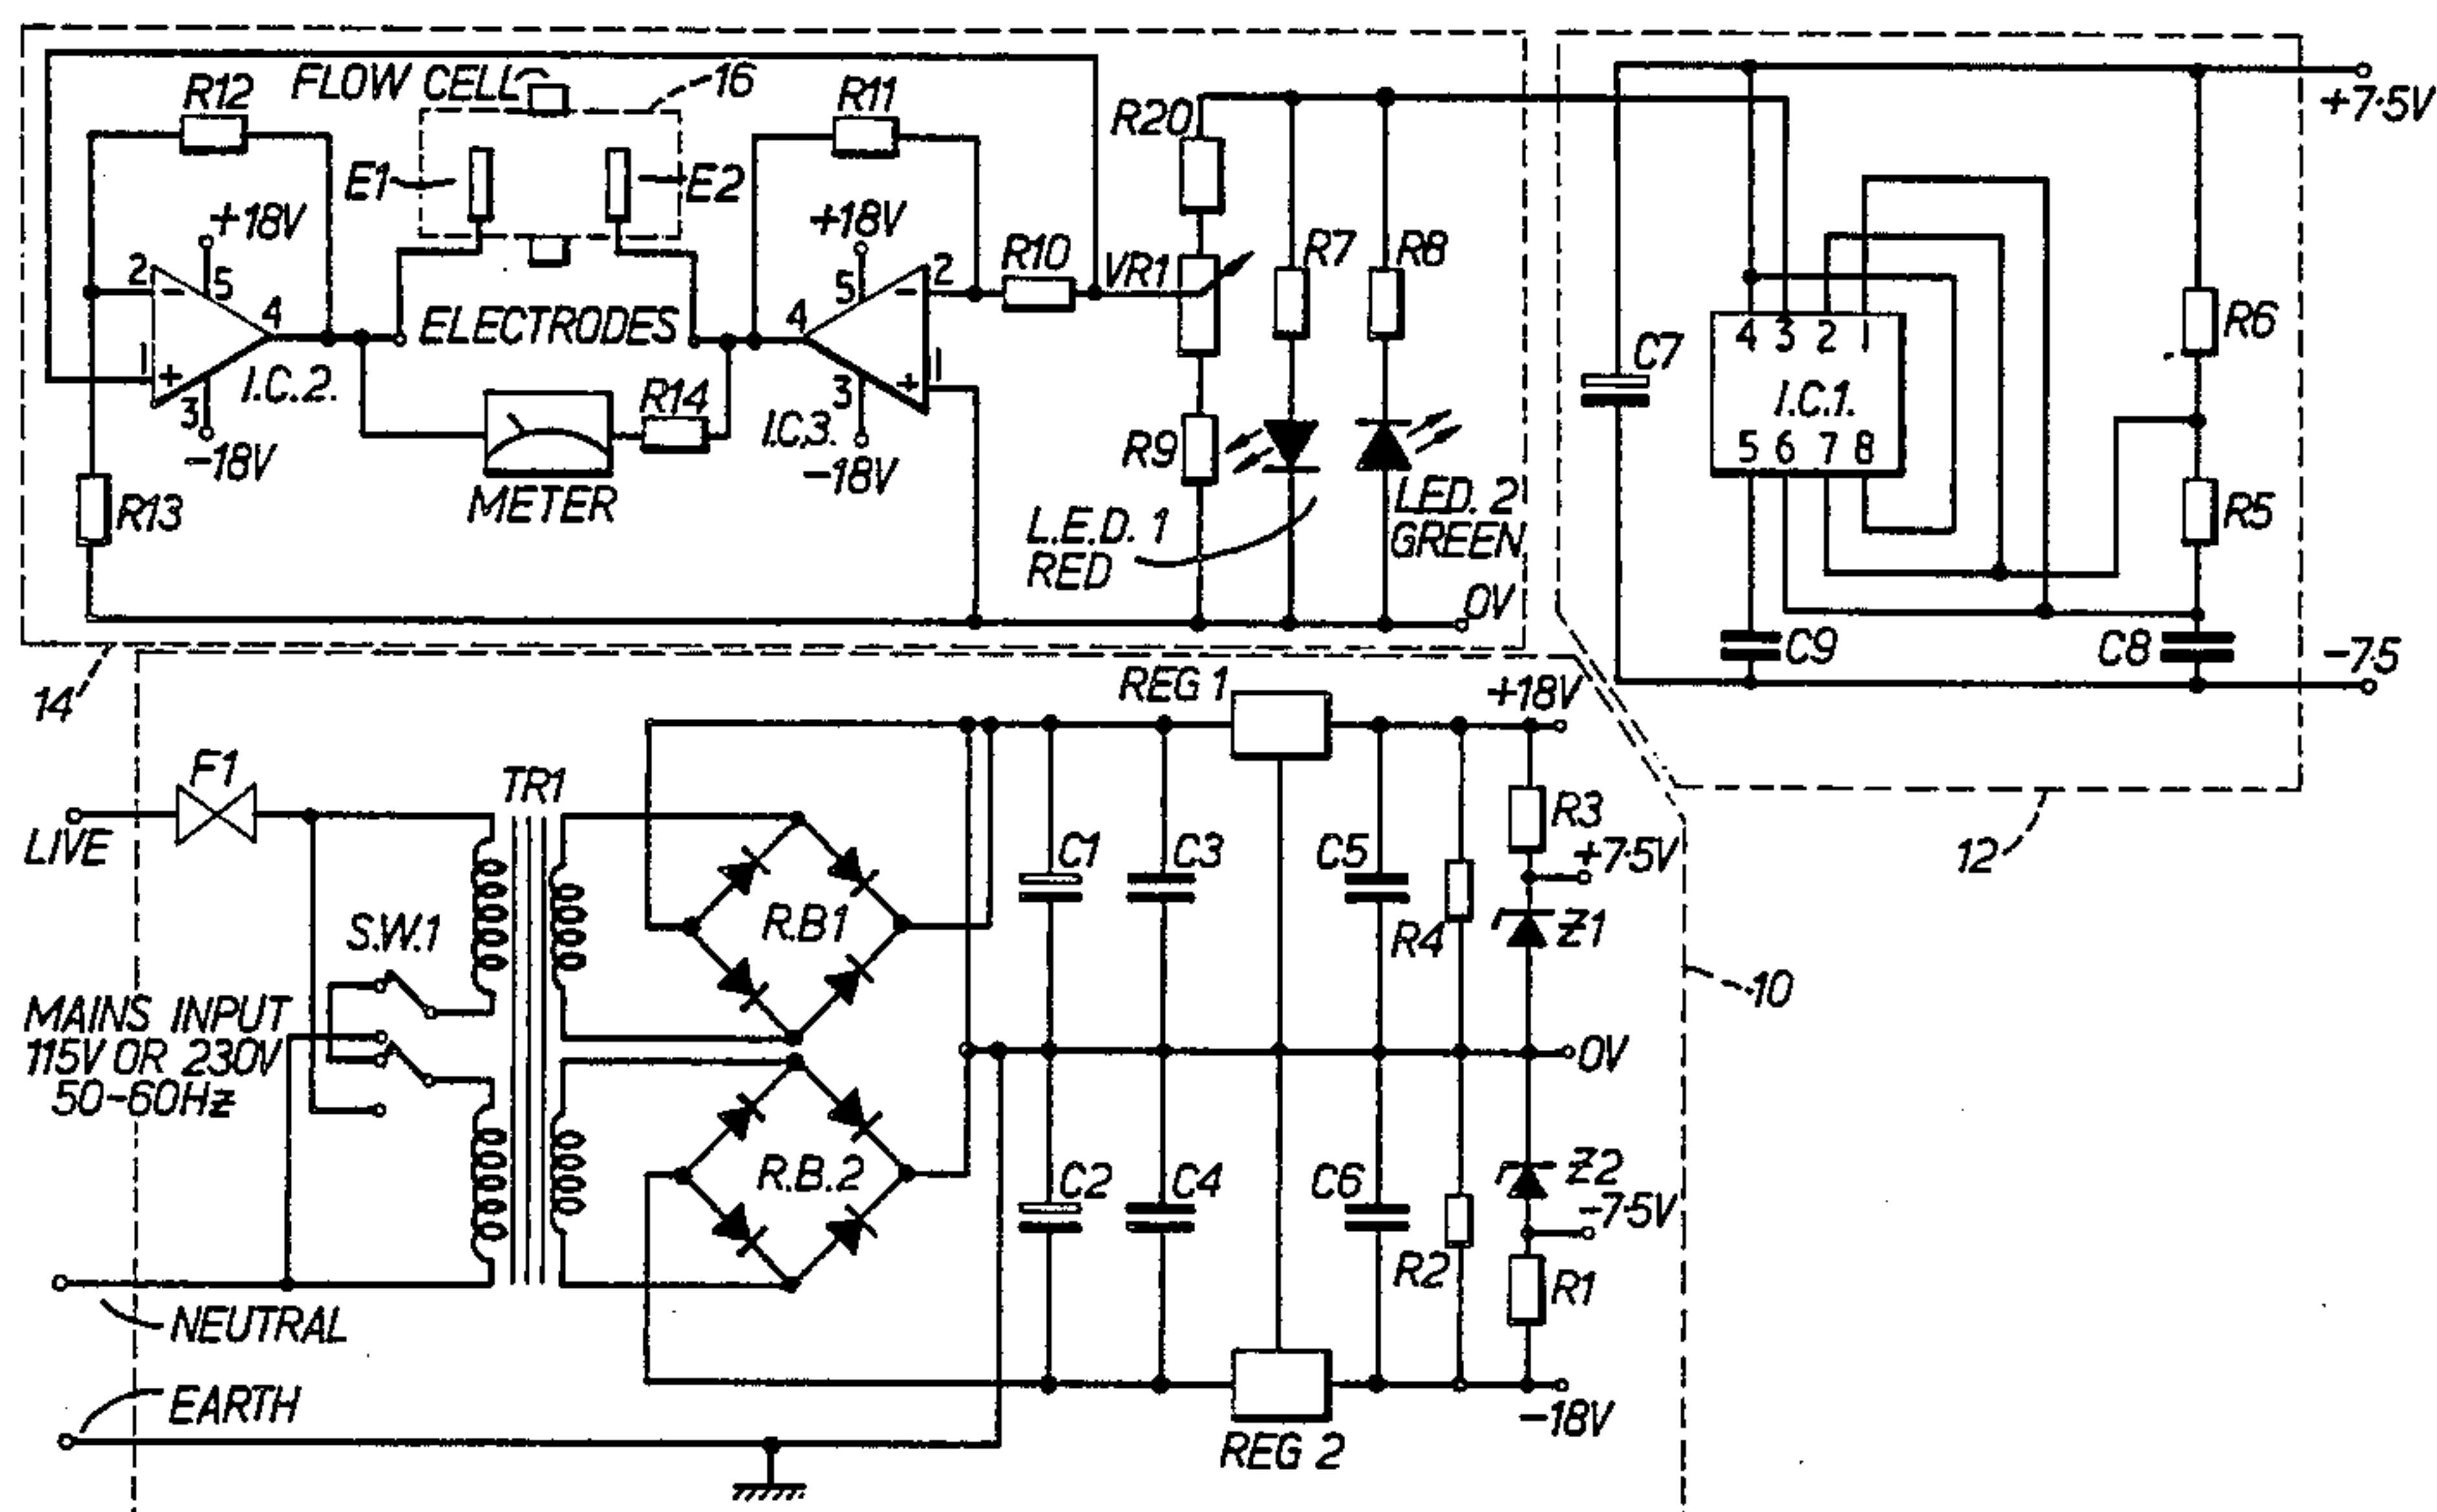 FLOW CELL
16
R12
R11
R20
+7·5V
E1
E2
+18V
+18V
R10
VR1
R7
R8
2
5
4
5
2
4
ELECTRODES
4 3 2 1
R6
C7
1
I.C.2.
3
-18V
R14
3
1
I.C.3.
-18V
I.C.1.
R9
5 6 7 8
METER
R13
L.E.D. 1
RED
LED. 2
GREEN
R5
0V
C9
C8
-7·5
14
REG 1
+18V
F1
TR1
LIVE
R3
+7·5V
12
C1
C3
C5
S.W.1
R.B1
R4
Z1
10
MAINS INPUT
115V OR 230V
50-60Hz
0V
R.B.2
C2
C4
C6
Z2
-7·5V
R2
R1
NEUTRAL
EARTH
-18V
REG 2